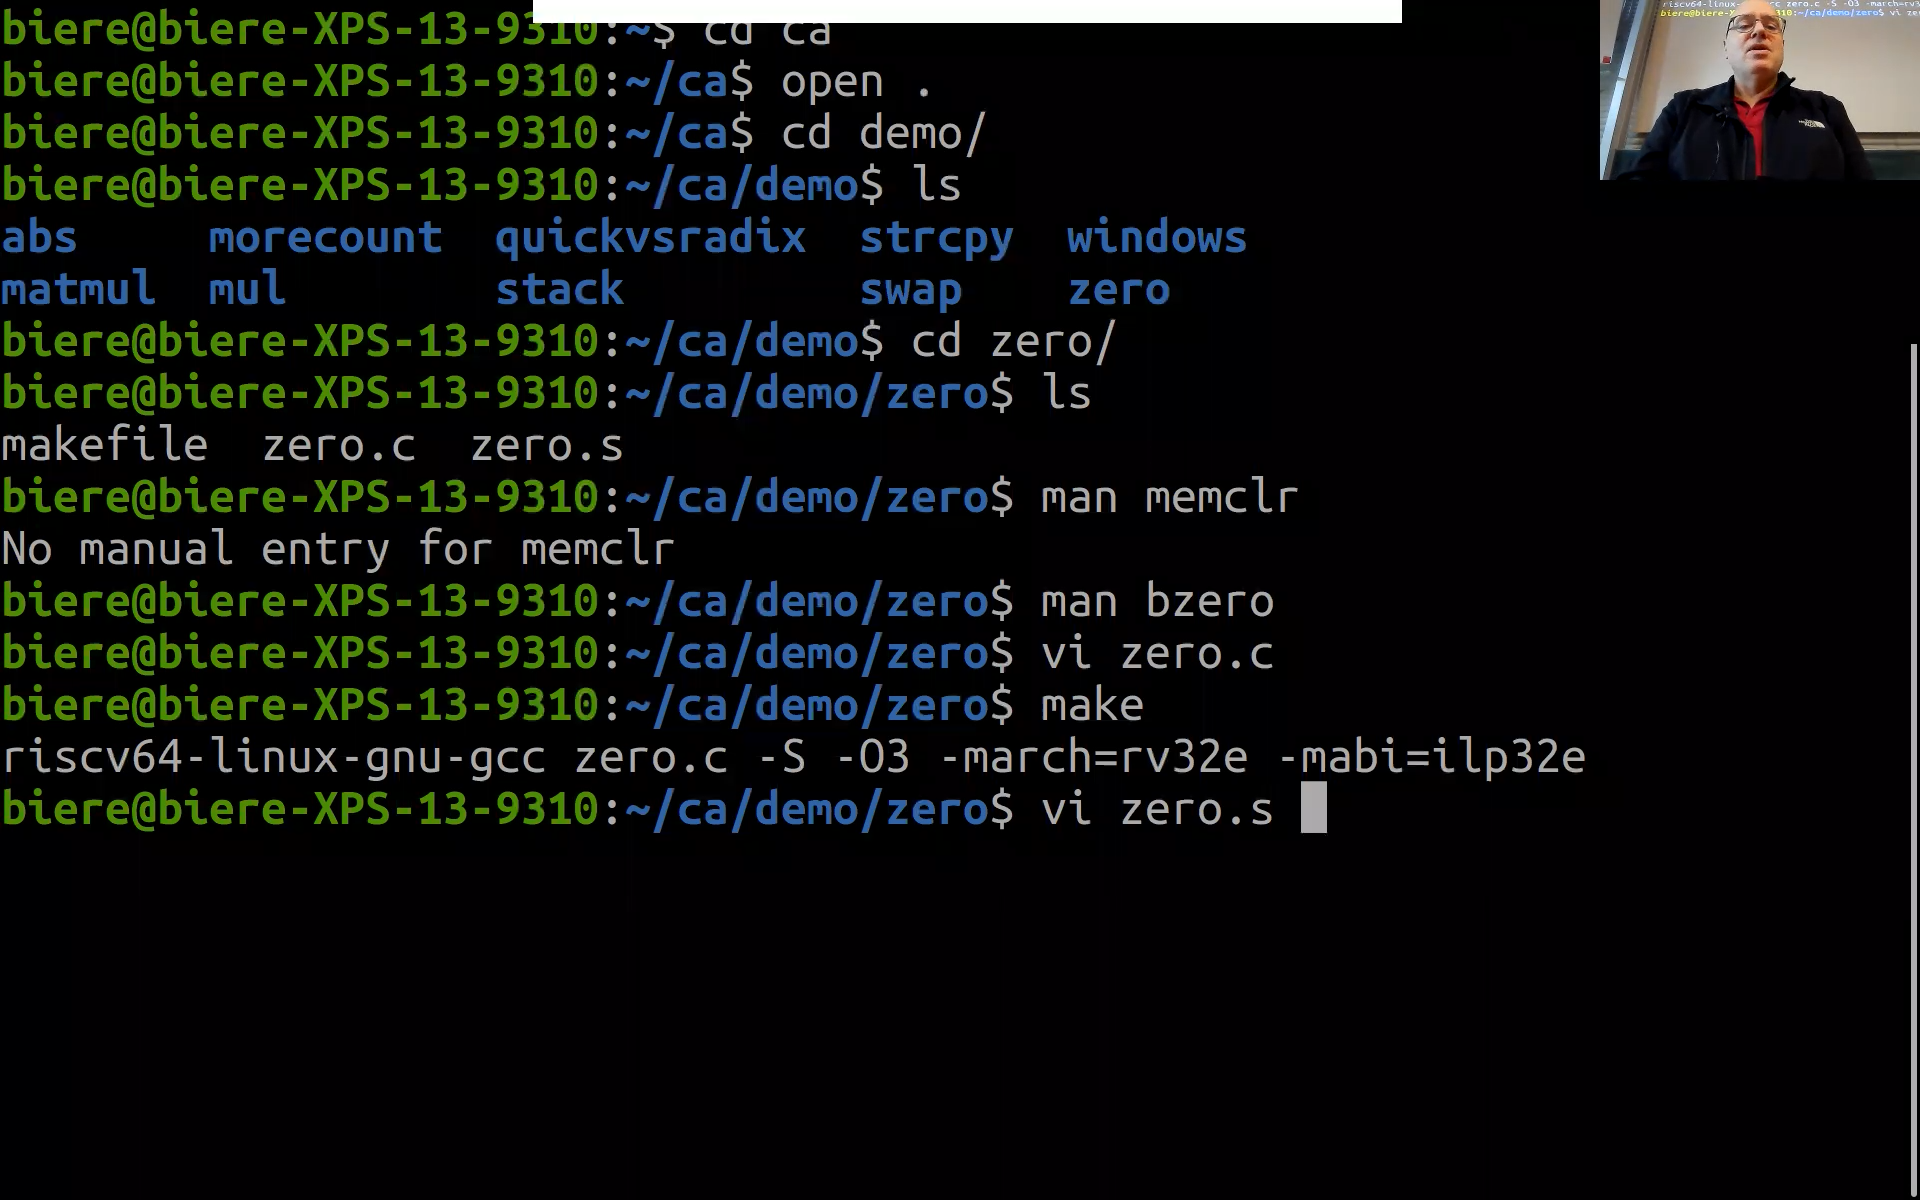 biere@biere-XPS-13-9310:~$ cd ca
biere@biere-XPS-13-9310:~/ca$ open .
biere@biere-XPS-13-9310:~/ca$ cd demo/
biere@biere-XPS-13-9310:~/ca/demo$ ls
abs morecount quickvsradix strcpy windows
matmul mul stack swap zero
biere@biere-XPS-13-9310:~/ca/demo$ cd zero/
biere@biere-XPS-13-9310:~/ca/demo/zero$ ls
makefile zero.c zero.s
biere@biere-XPS-13-9310:~/ca/demo/zero$ man memclr
No manual entry for memclr
biere@biere-XPS-13-9310:~/ca/demo/zero$ man bzero
biere@biere-XPS-13-9310:~/ca/demo/zero$ vi zero.c
biere@biere-XPS-13-9310:~/ca/demo/zero$ make
riscv64-linux-gnu-gcc zero.c -S -O3 -march=rv32e -mabi=ilp32e
biere@biere-XPS-13-9310:~/ca/demo/zero$ vi zero.s